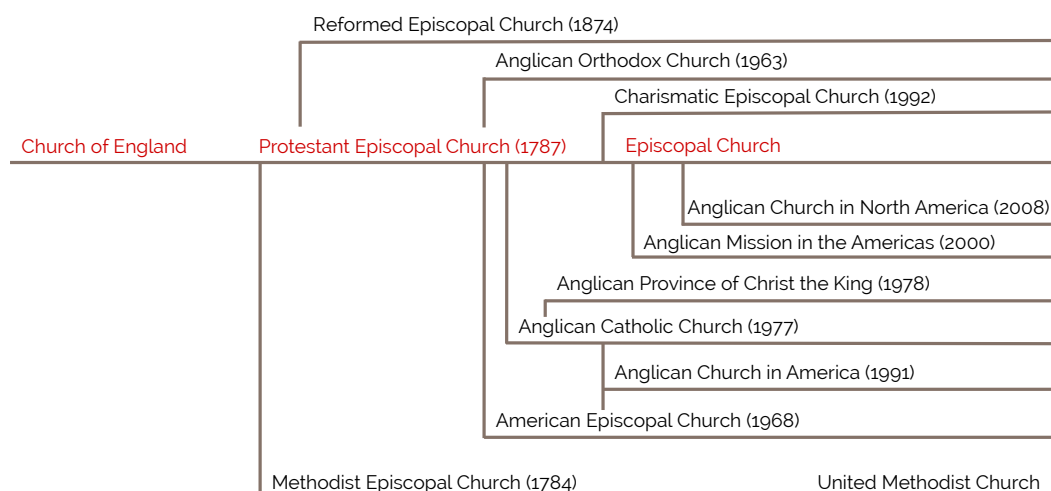 Reformed Episcopal Church (1874)
Anglican Orthodox Church (1963)
Charismatic Episcopal Church (1992)
Church of England
Protestant Episcopal Church (1787)
Episcopal Church
Anglican Church in North America (2008)
Anglican Mission in the Americas (2000)
Anglican Province of Christ the King (1978)
Anglican Catholic Church (1977)
Anglican Church in America (1991)
American Episcopal Church (1968)
Methodist Episcopal Church (1784)
United Methodist Church